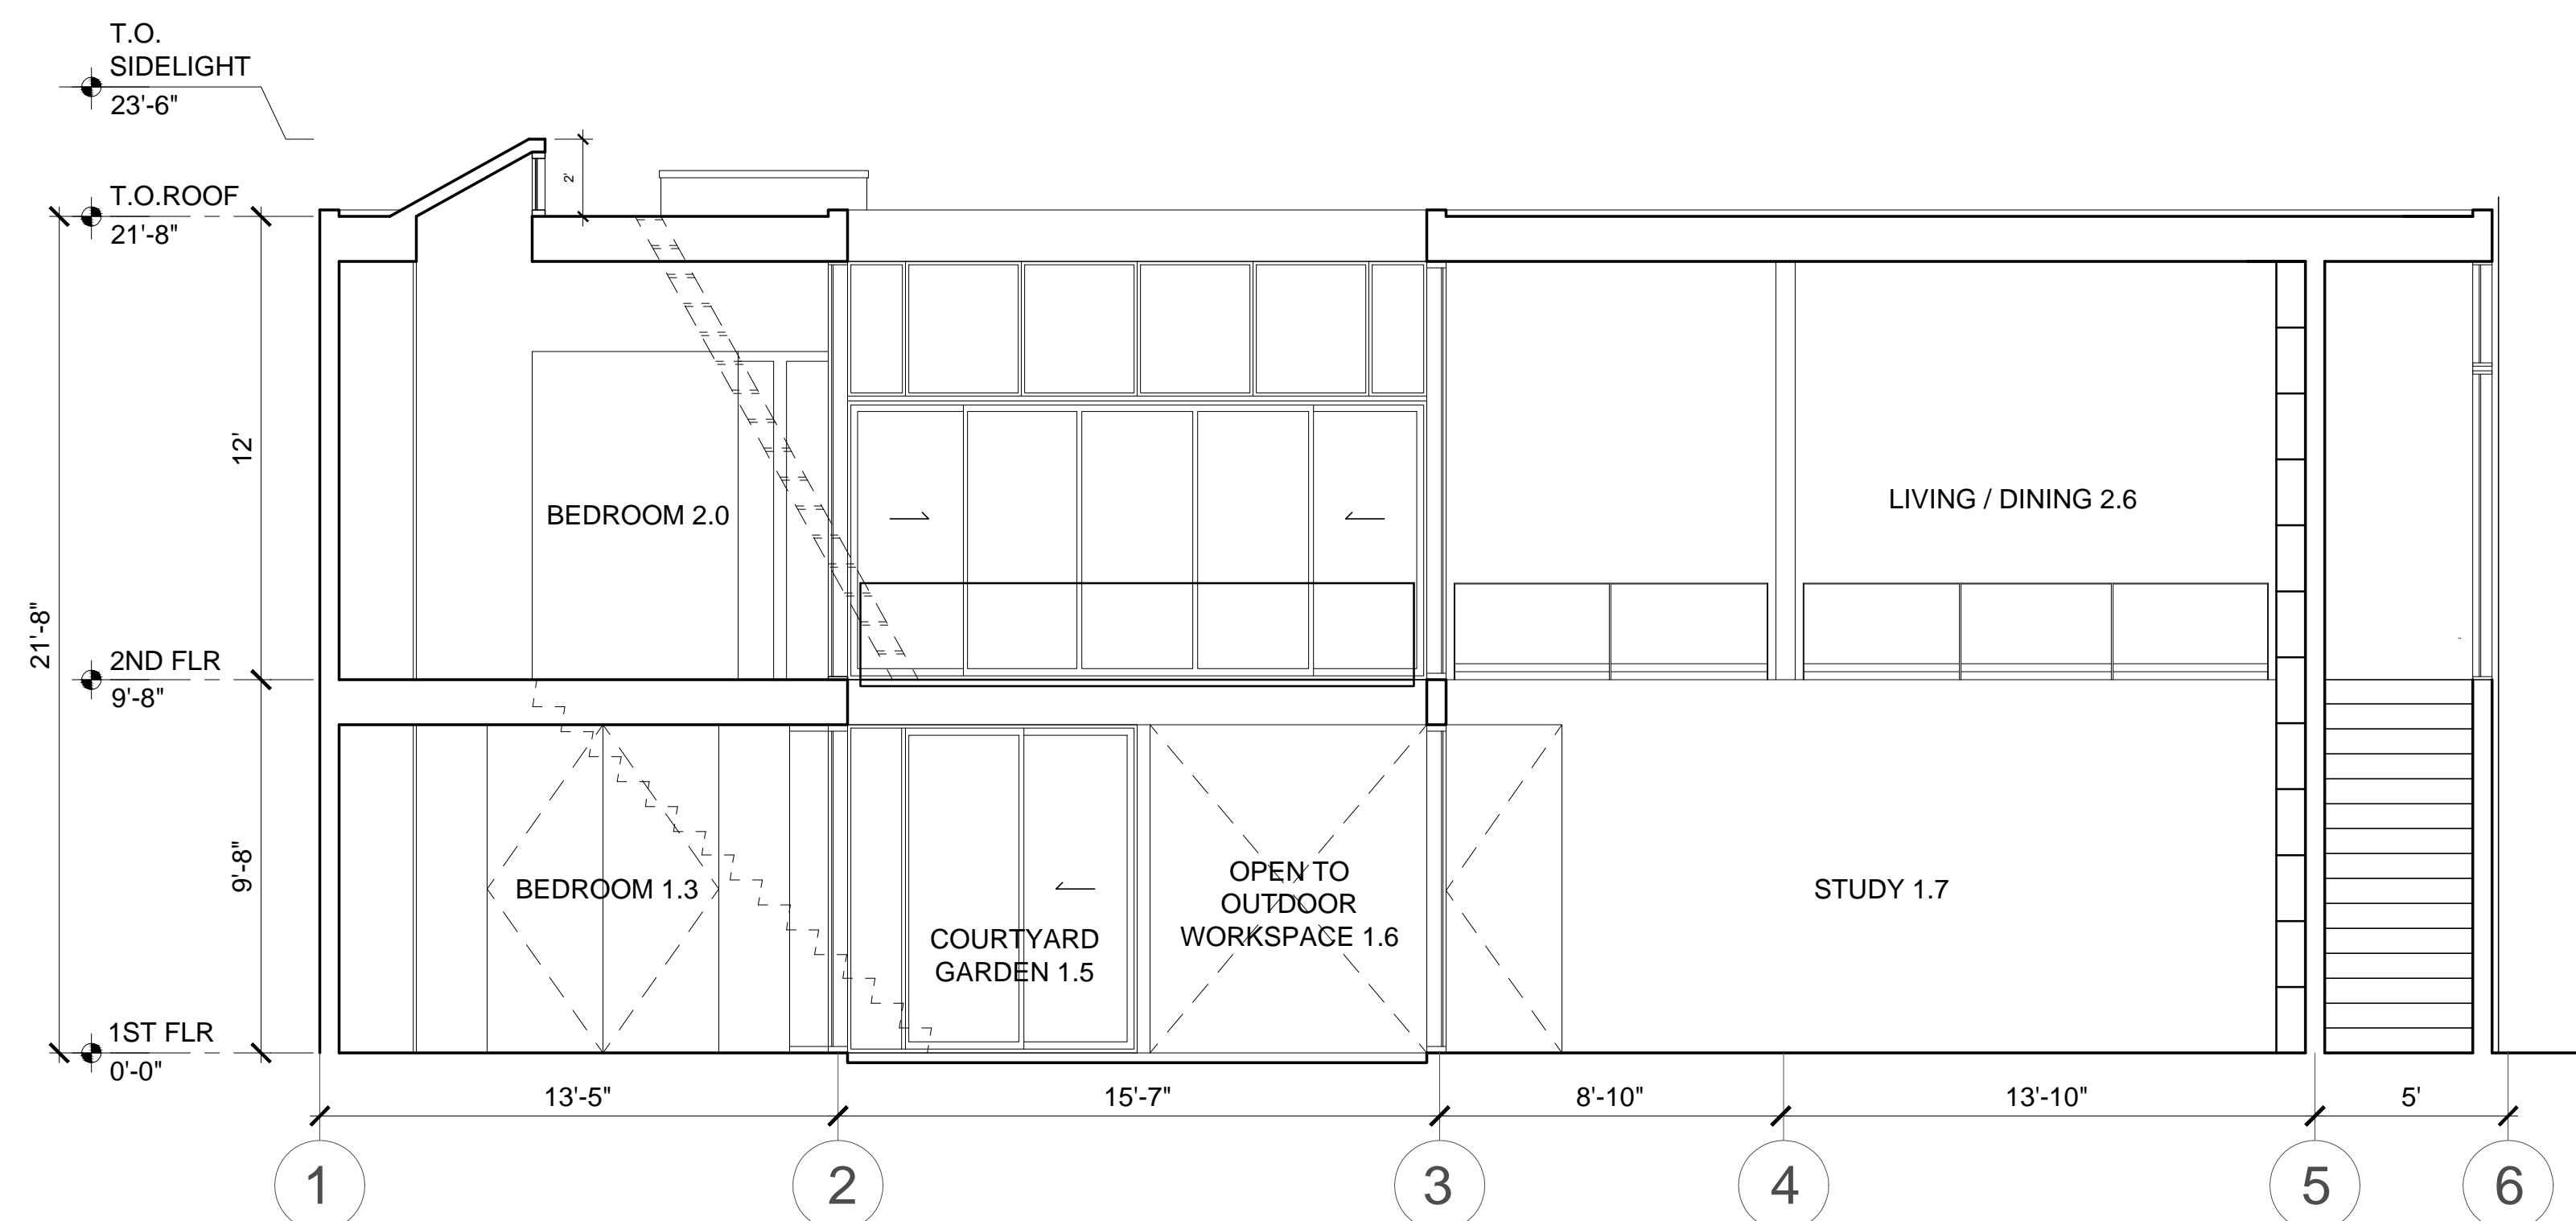 T.O.
SIDELIGHT
23'-6"
2'
T.O.ROOF
21'-8"
12'
BEDROOM 2.0
LIVING / DINING 2.6
21'-8"
2ND FLR
9'-8"
9'-8"
BEDROOM 1.3
OPEN TO
OUTDOOR
WORKSPACE 1.6
STUDY 1.7
COURTYARD
GARDEN 1.5
1ST FLR
0'-0"
13'-5"
15'-7"
8'-10"
13'-10"
5'
1
2
3
4
5
6